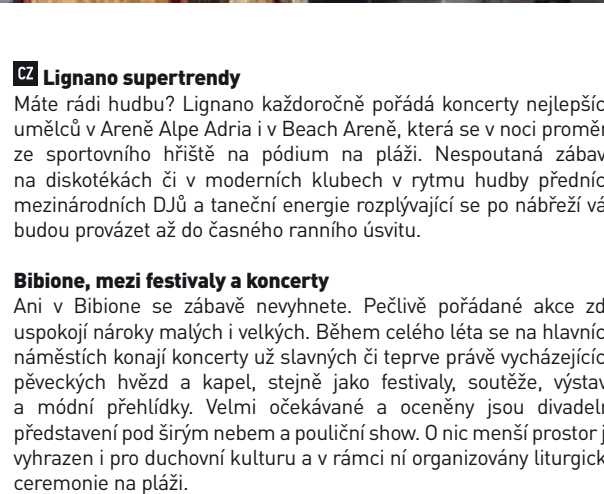 CZ Lignano supertrendy
Máte rádi hudbu? Lignano každoročně pořádá koncerty nejlepšíc
umělců v Areně Alpe Adria i v Beach Areně, která se v noci promě
ze sportovního hřiště na pódium na pláži. Nespoutaná zábav
na diskotékách či v moderních klubech v rytmu hudby předníc
mezinárodních DJů a taneční energie rozplývající se po nábřeží vá
budou provázet až do časného ranního úsvitu.
Bibione, mezi festivaly a koncerty
Ani v Bibione se zábavě nevyhnete. Pečlivě pořádané akce zd
uspokojí nároky malých i velkých. Během celého léta se na hlavníc
náměstích konají koncerty už slavných či teprve právě vycházejícíc
pěveckých hvězd a kapel, stejně jako festivaly, soutěže, výstav
a módní přehlídky. Velmi očekávané a oceněny jsou divadel
představení pod širým nebem a pouliční show. O nic menší prostor j
vyhrazen i pro duchovní kulturu a v rámci ní organizovány liturgick
ceremonie na pláži.